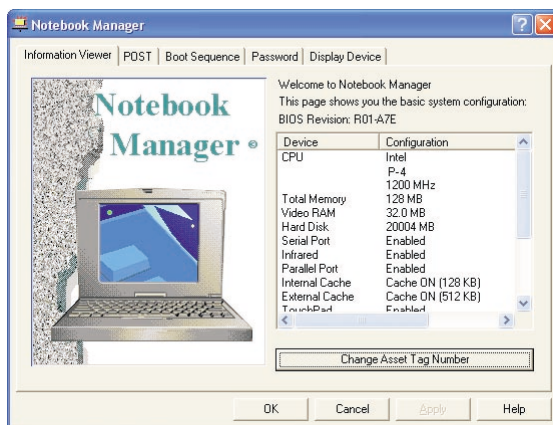 Notebook Manager
Information Viewer POST Boot Sequence Password Display Device
Notebook
Manager ®
Welcome to Notebook Manager
This page shows you the basic system configuration:
BIOS Revision: R01-A7E
Device Configuration
CPU Intel
P-4
1200 MHz
Total Memory 128 MB
Video RAM 32.0 MB
Hard Disk 20004 MB
Serial Port Enabled
Infrared Enabled
Parallel Port Enabled
Internal Cache Cache ON (128 KB)
External Cache Cache ON (512 KB)
TouchPad Enabled
Change Asset Tag Number
OK Cancel Apply Help